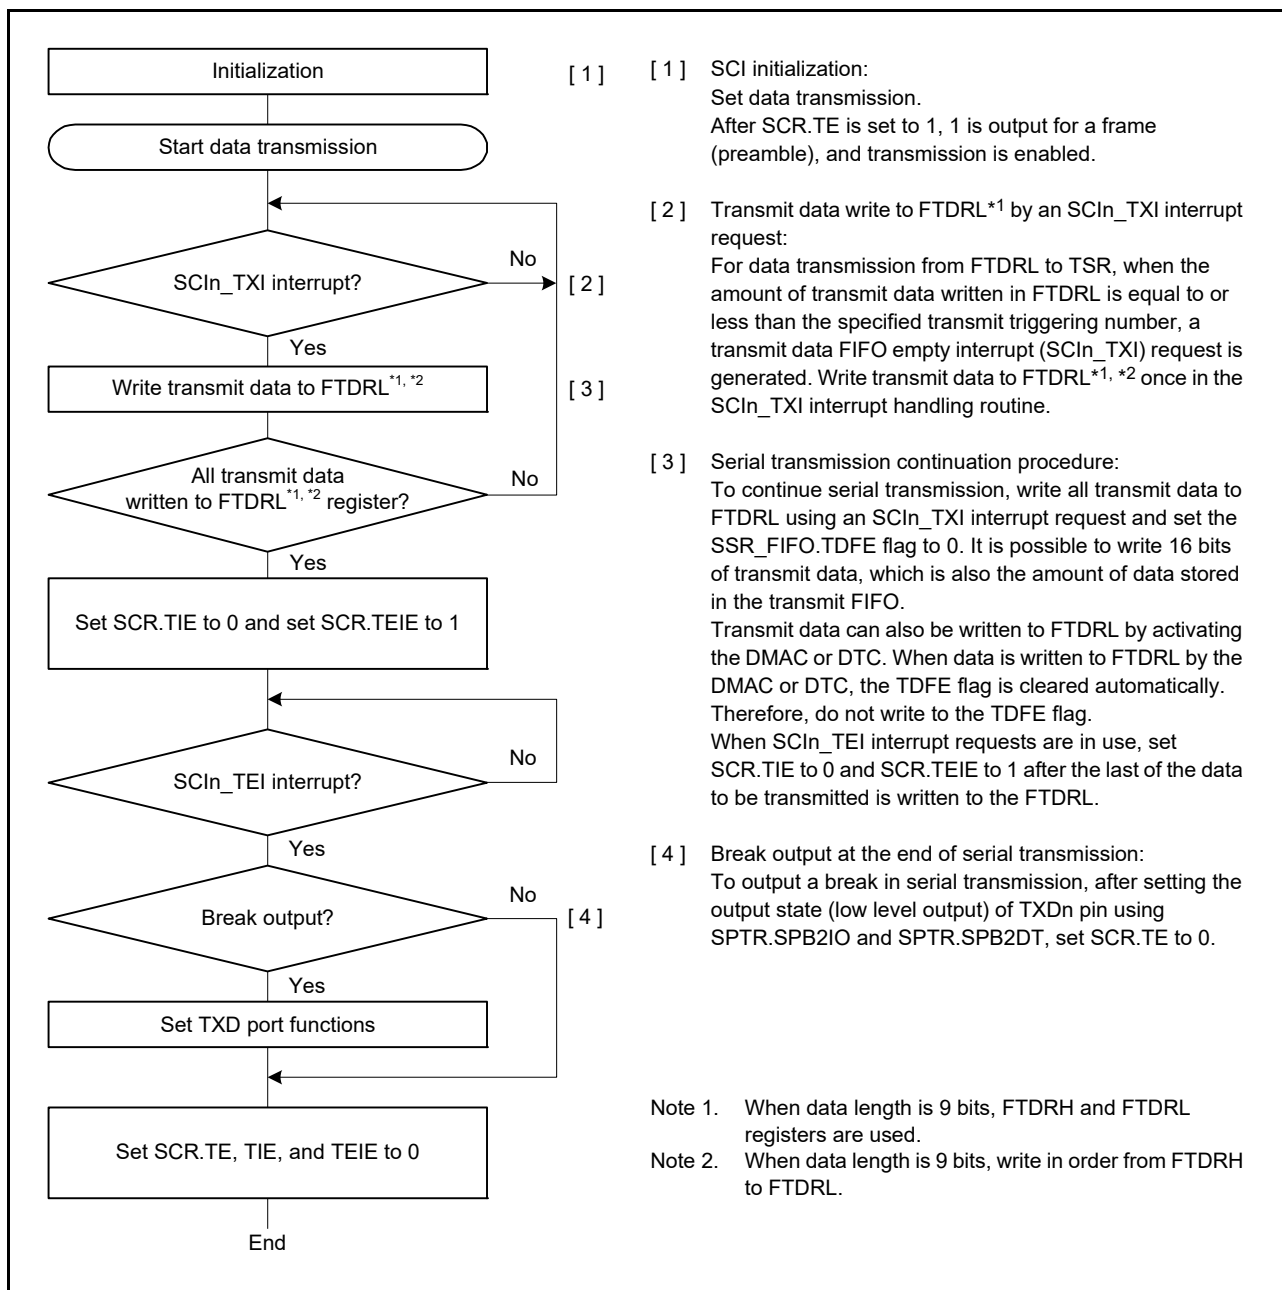 Initialization
[ 1 ]
Start data transmission
SCIn_TXI interrupt?
No
[ 2 ]
Yes
Write transmit data to FTDRL*1, *2
[ 3 ]
All transmit data
written to FTDRL*1, *2 register?
No
Yes
Set SCR.TIE to 0 and set SCR.TEIE to 1
SCIn_TEI interrupt?
No
Yes
Break output?
No
[ 4 ]
Yes
Set TXD port functions
Set SCR.TE, TIE, and TEIE to 0
End
[ 1 ] SCI initialization:
Set data transmission.
After SCR.TE is set to 1, 1 is output for a frame
(preamble), and transmission is enabled.
[ 2 ] Transmit data write to FTDRL*1 by an SCIn_TXI interrupt
request:
For data transmission from FTDRL to TSR, when the
amount of transmit data written in FTDRL is equal to or
less than the specified transmit triggering number, a
transmit data FIFO empty interrupt (SCIn_TXI) request is
generated. Write transmit data to FTDRL*1, *2 once in the
SCIn_TXI interrupt handling routine.
[ 3 ] Serial transmission continuation procedure:
To continue serial transmission, write all transmit data to
FTDRL using an SCIn_TXI interrupt request and set the
SSR_FIFO.TDFE flag to 0. It is possible to write 16 bits
of transmit data, which is also the amount of data stored
in the transmit FIFO.
Transmit data can also be written to FTDRL by activating
the DMAC or DTC. When data is written to FTDRL by the
DMAC or DTC, the TDFE flag is cleared automatically.
Therefore, do not write to the TDFE flag.
When SCIn_TEI interrupt requests are in use, set
SCR.TIE to 0 and SCR.TEIE to 1 after the last of the data
to be transmitted is written to the FTDRL.
[ 4 ] Break output at the end of serial transmission:
To output a break in serial transmission, after setting the
output state (low level output) of TXDn pin using
SPTR.SPB2IO and SPTR.SPB2DT, set SCR.TE to 0.
Note 1. When data length is 9 bits, FTDRH and FTDRL
registers are used.
Note 2. When data length is 9 bits, write in order from FTDRH
to FTDRL.